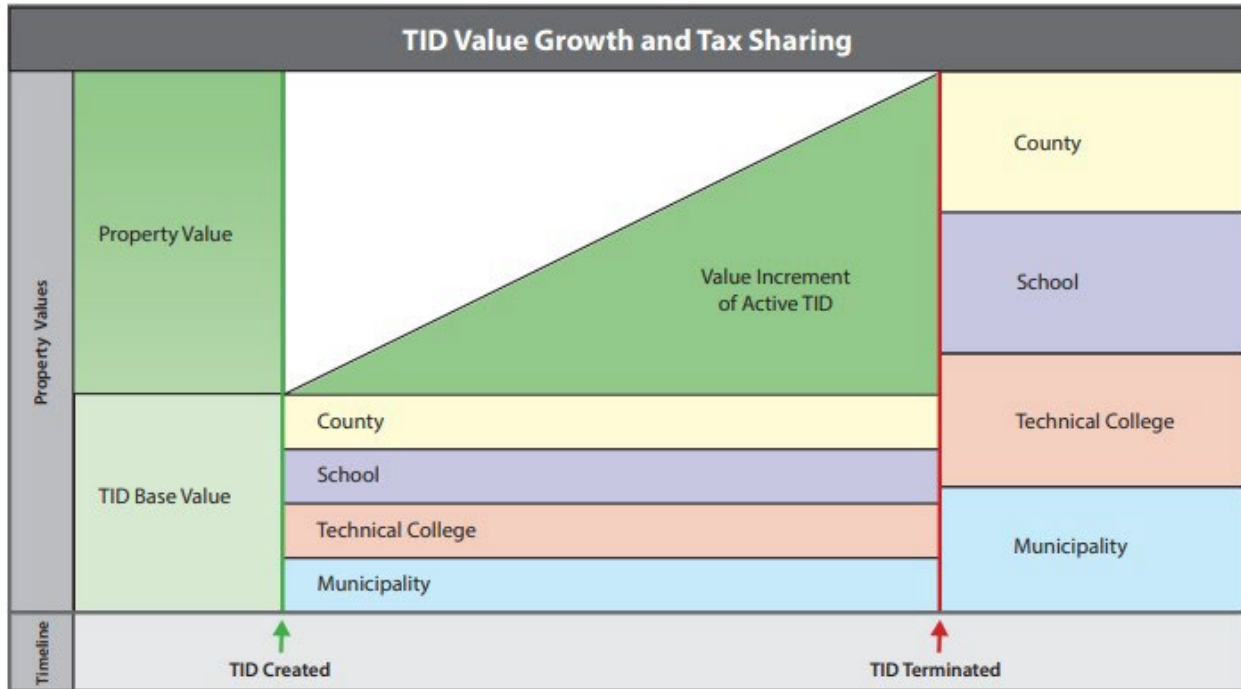 TID Value Growth and Tax Sharing
Property Values
Property Value
TID Base Value
Value Increment
of Active TID
County
School
Technical College
Municipality
County
School
Technical College
Municipality
Timeline
TID Created
TID Terminated